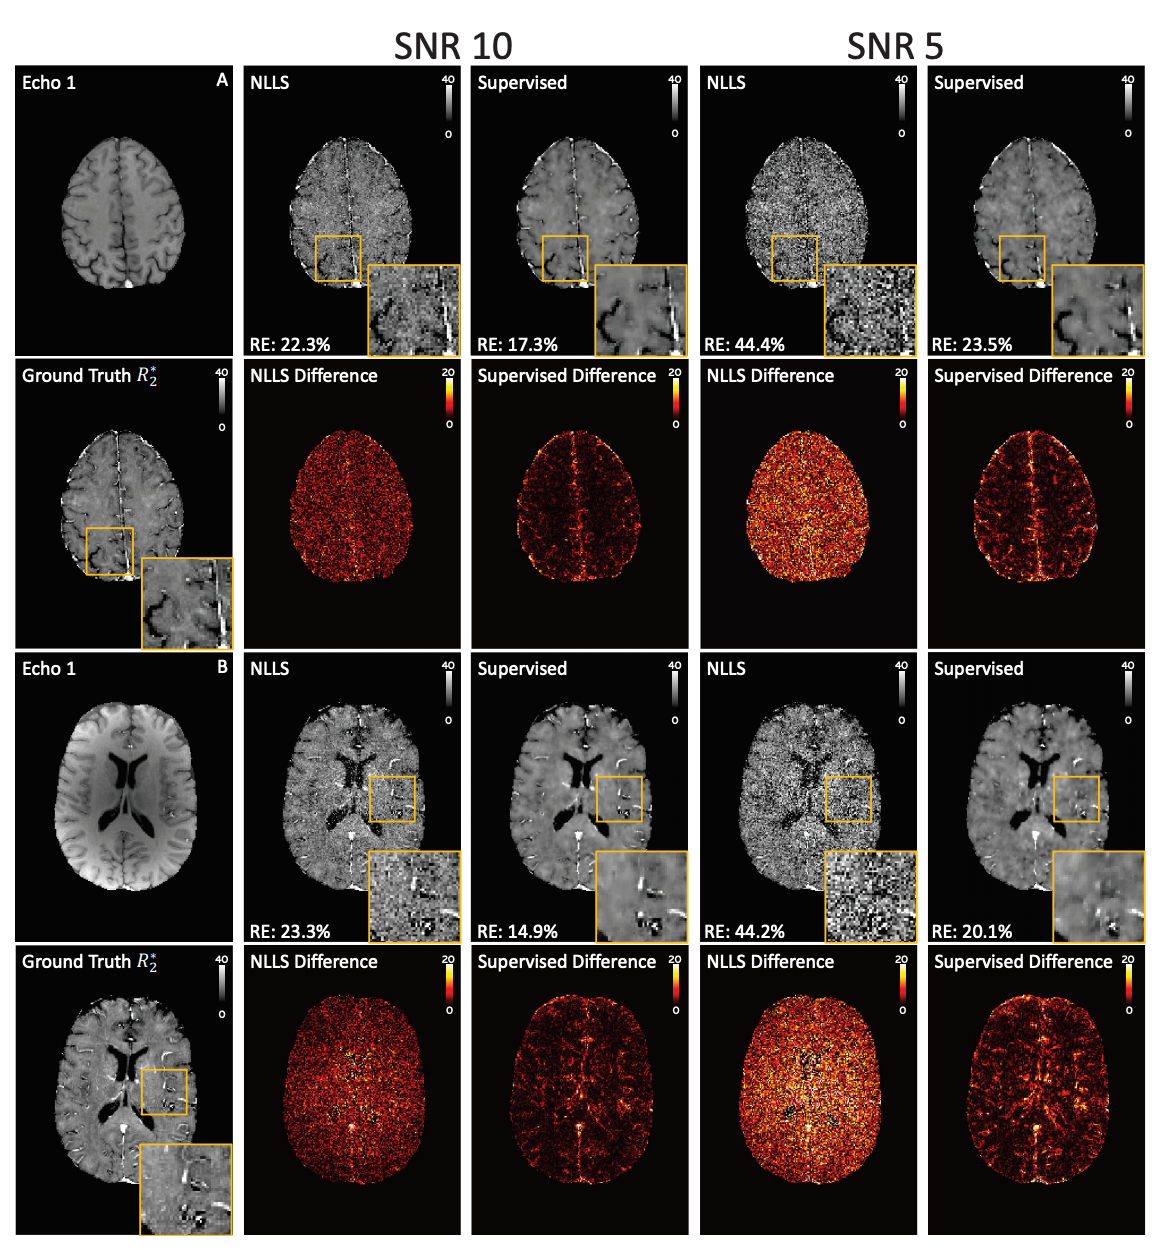 SNR 10 SNR 5
Echo 1 A NLLS 40 0 Supervised 40 0 NLLS 40 0 Supervised 40 0
RE: 22.3% RE: 17.3% RE: 44.4% RE: 23.5%
Ground Truth R₂* 40 0 NLLS Difference 20 0 Supervised Difference 20 0 NLLS Difference 20 0 Supervised Difference 20 0
Echo 1 B NLLS 40 0 Supervised 40 0 NLLS 40 0 Supervised 40 0
RE: 23.3% RE: 14.9% RE: 44.2% RE: 20.1%
Ground Truth R₂* 40 0 NLLS Difference 20 0 Supervised Difference 20 0 NLLS Difference 20 0 Supervised Difference 20 0